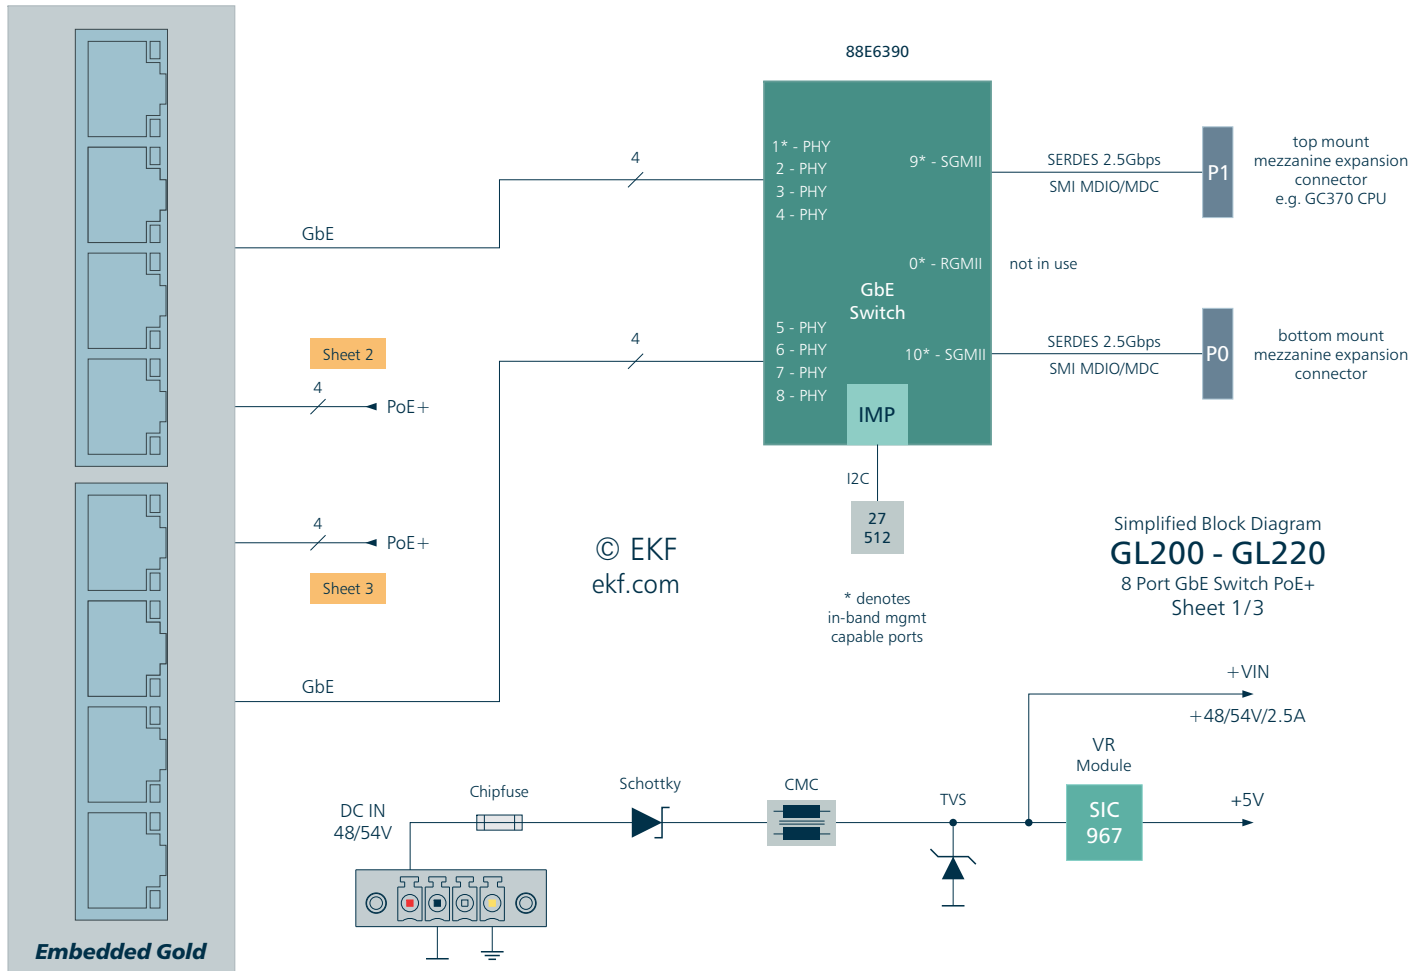 88E6390
1* - PHY
2 - PHY
3 - PHY
4 - PHY
9* - SGMII
0* - RGMII
GbE
Switch
5 - PHY
6 - PHY
7 - PHY
8 - PHY
10* - SGMII
IMP
I2C
27
512
SERDES 2.5Gbps
SMI MDIO/MDC
P1
top mount
mezzanine expansion
connector
e.g. GC370 CPU
not in use
SERDES 2.5Gbps
SMI MDIO/MDC
P0
bottom mount
mezzanine expansion
connector
4
GbE
4
Sheet 2
4
PoE+
4
PoE+
Sheet 3
GbE
© EKF
ekf.com
* denotes
in-band mgmt
capable ports
Simplified Block Diagram
GL200 - GL220
8 Port GbE Switch PoE+
Sheet 1/3
+VIN
+48/54V/2.5A
VR
Module
SIC
967
+5V
DC IN
48/54V
Chipfuse
Schottky
CMC
TVS
Embedded Gold